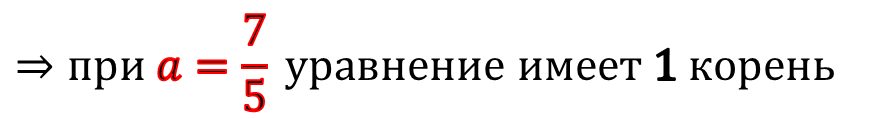 ⇒ при a = 7/5 уравнение имеет 1 корень